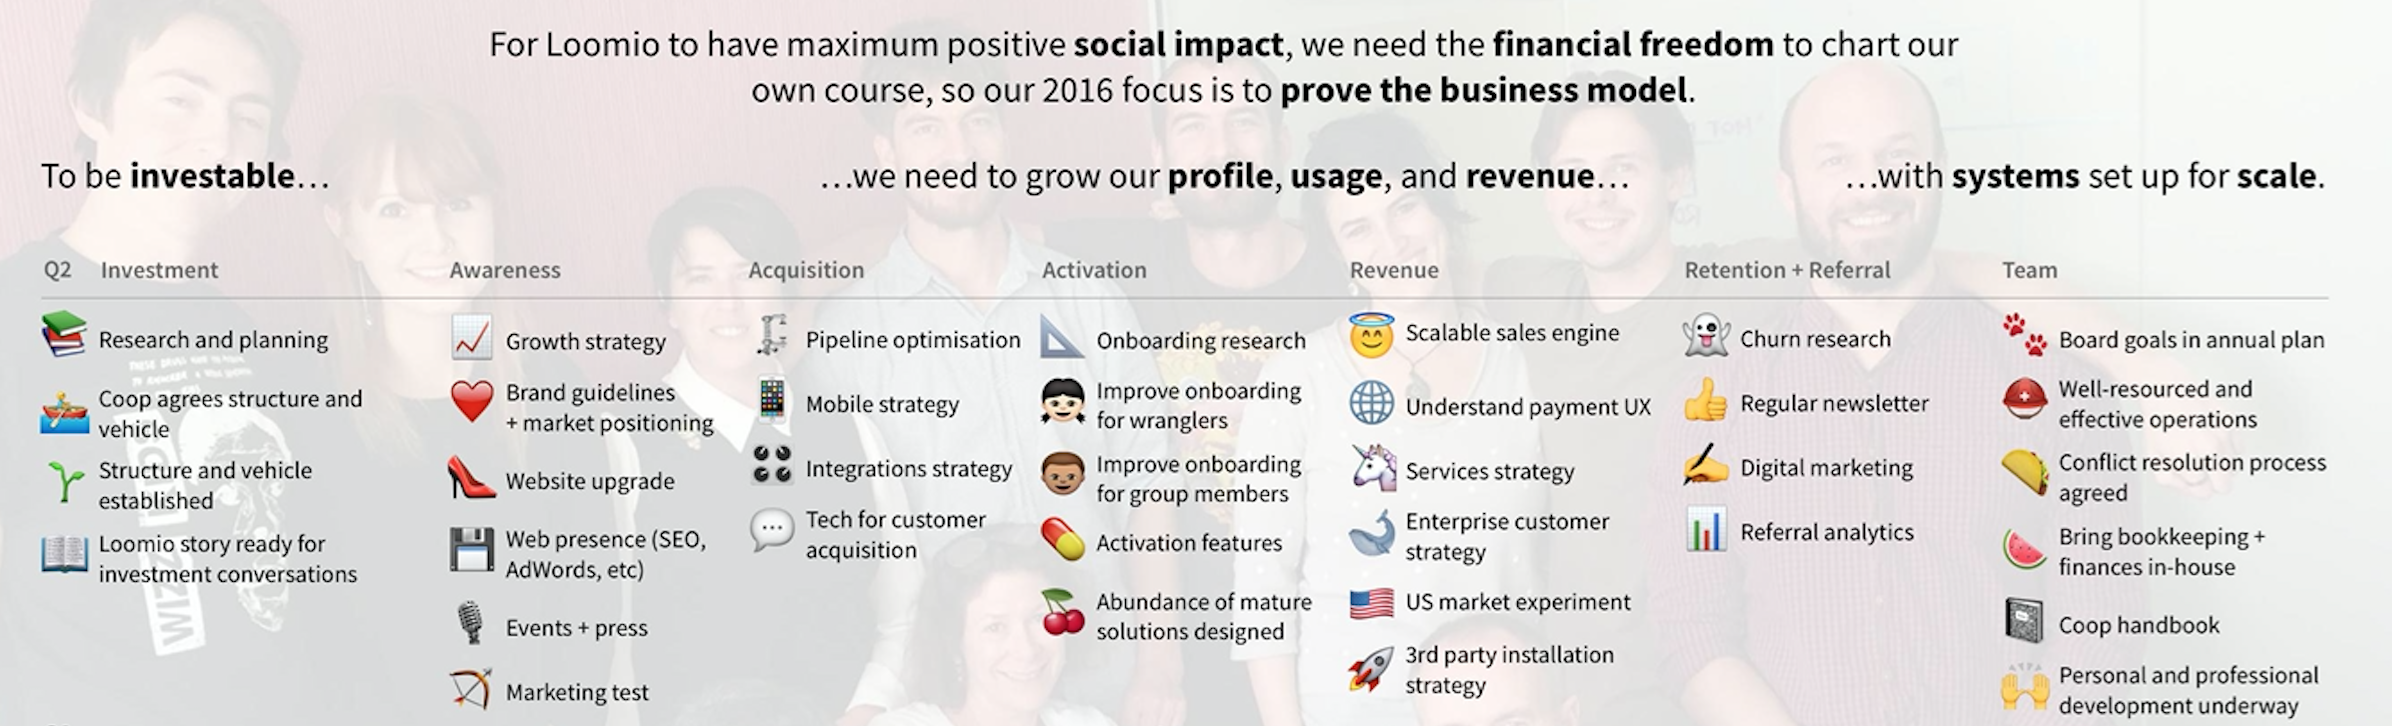 For Loomio to have maximum positive social impact, we need the financial freedom to chart our
own course, so our 2016 focus is to prove the business model.
To be investable…
…we need to grow our profile, usage, and revenue…
…with systems set up for scale.
Q2 Investment
Research and planning
Coop agrees structure and
vehicle
Structure and vehicle
established
Loomio story ready for
investment conversations
Awareness
Growth strategy
Brand guidelines
+ market positioning
Website upgrade
Web presence (SEO,
AdWords, etc)
Events + press
Marketing test
Acquisition
Pipeline optimisation
Mobile strategy
Integrations strategy
Tech for customer
acquisition
Activation
Onboarding research
Improve onboarding
for wranglers
Improve onboarding
for group members
Activation features
Abundance of mature
solutions designed
Revenue
Scalable sales engine
Understand payment UX
Services strategy
Enterprise customer
strategy
US market experiment
3rd party installation
strategy
Retention + Referral
Churn research
Regular newsletter
Digital marketing
Referral analytics
Team
Board goals in annual plan
Well-resourced and
effective operations
Conflict resolution process
agreed
Bring bookkeeping +
finances in-house
Coop handbook
Personal and professional
development underway